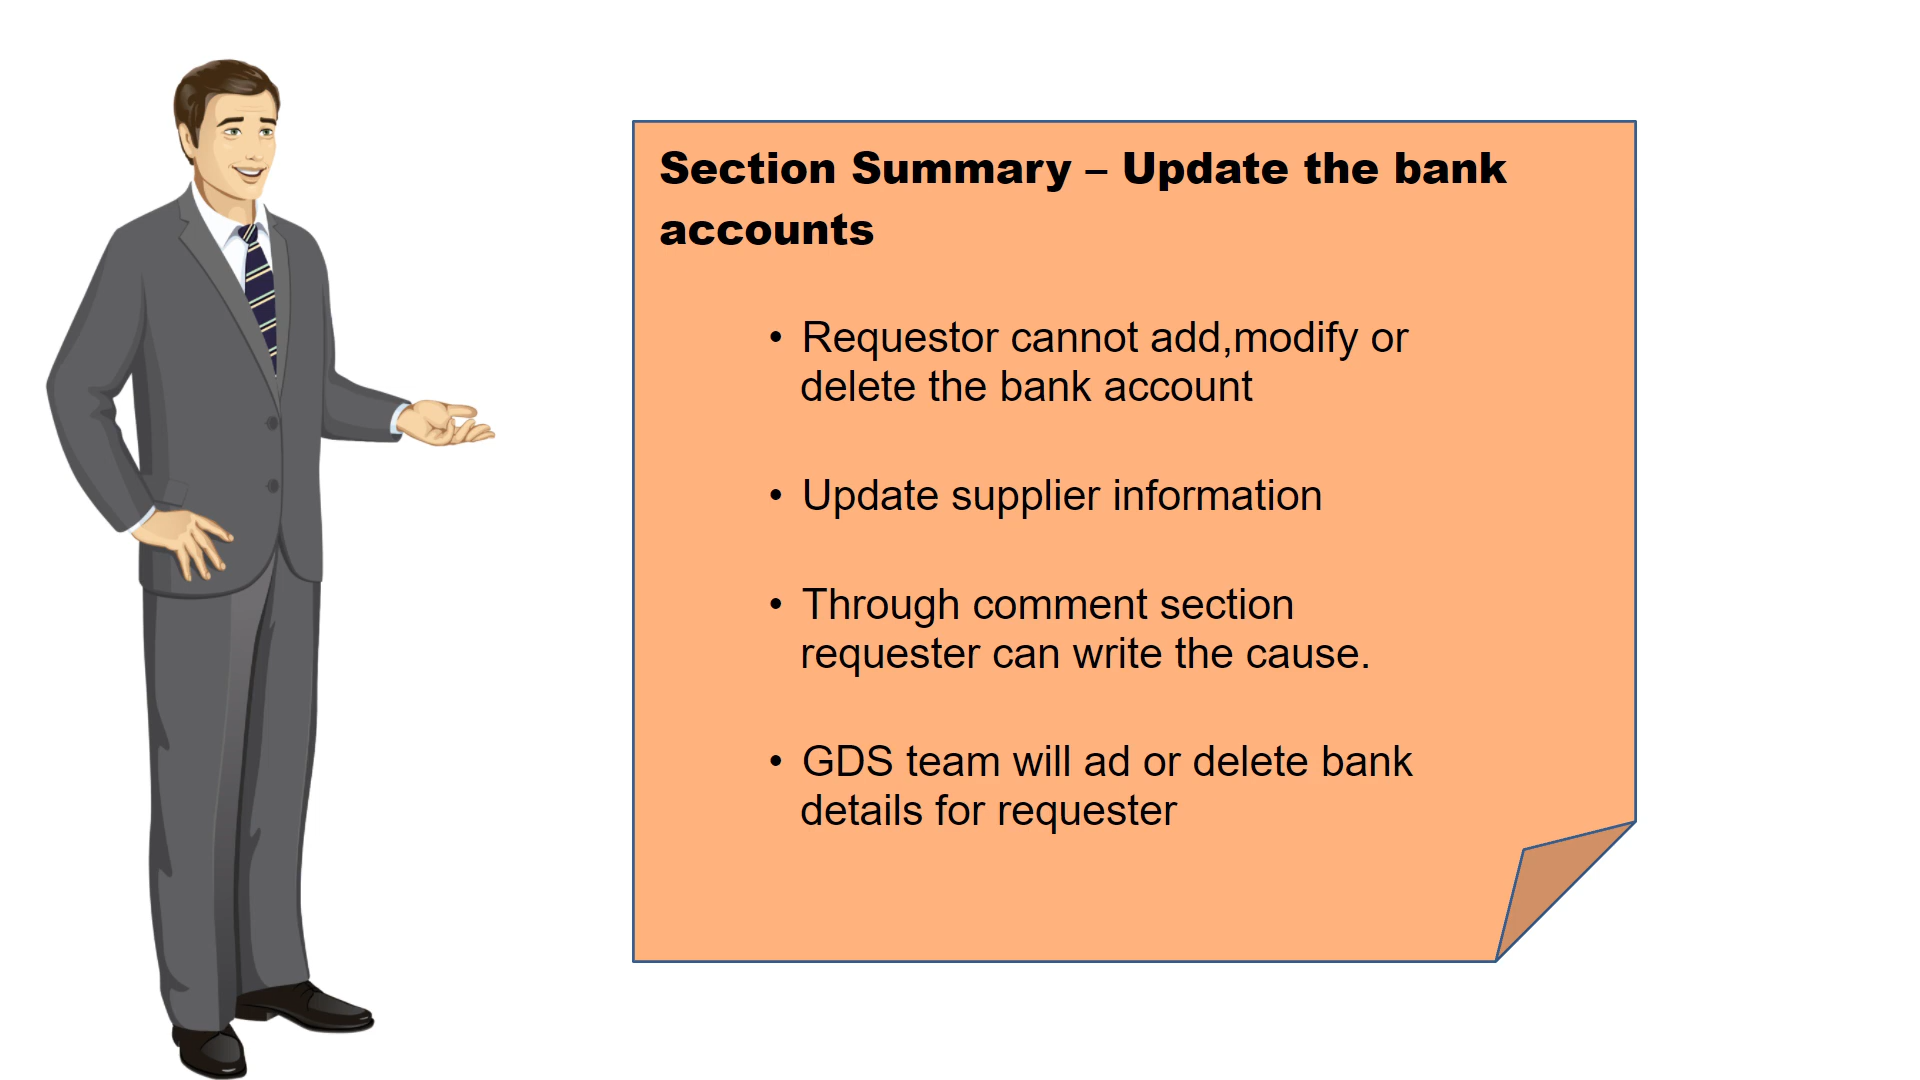 Section Summary – Update the bank
accounts
• Requestor cannot add,modify or
delete the bank account
• Update supplier information
• Through comment section
requester can write the cause.
• GDS team will ad or delete bank
details for requester